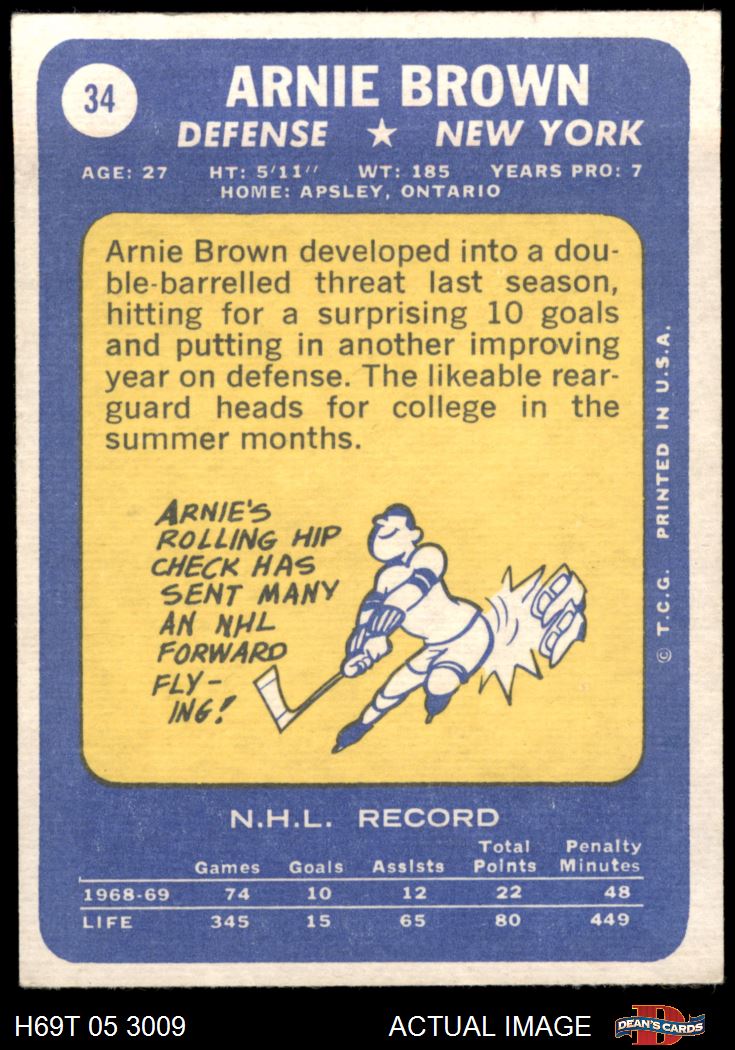 34
ARNIE BROWN
DEFENSE ★ NEW YORK
AGE: 27 HT: 5'11" WT: 185 YEARS PRO: 7
HOME: APSLEY, ONTARIO
Arnie Brown developed into a dou-
ble-barrelled threat last season,
hitting for a surprising 10 goals
and putting in another improving
year on defense. The likeable rear-
guard heads for college in the
summer months.
ARNIE'S
ROLLING HIP
CHECK HAS
SENT MANY
AN NHL
FORWARD
FLY-
ING!
© T.C.G. PRINTED IN U.S.A.
N.H.L. RECORD
Games Goals Assists Total Points Penalty Minutes
1968-69 74 10 12 22 48
LIFE 345 15 65 80 449
H69T 05 3009 ACTUAL IMAGE
D
DEAN'S CARDS